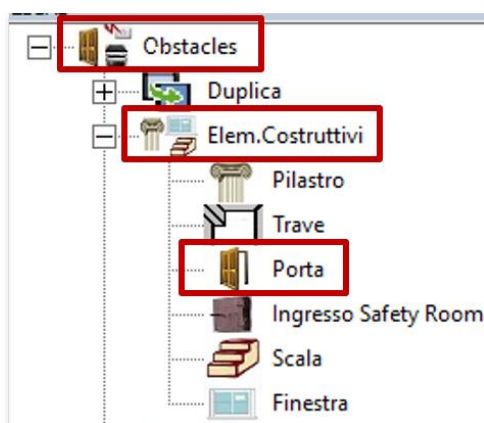 Obstacles
Duplica
Elem.Costruttivi
Pilastro
Trave
Porta
Ingresso Safety Room
Scala
Finestra